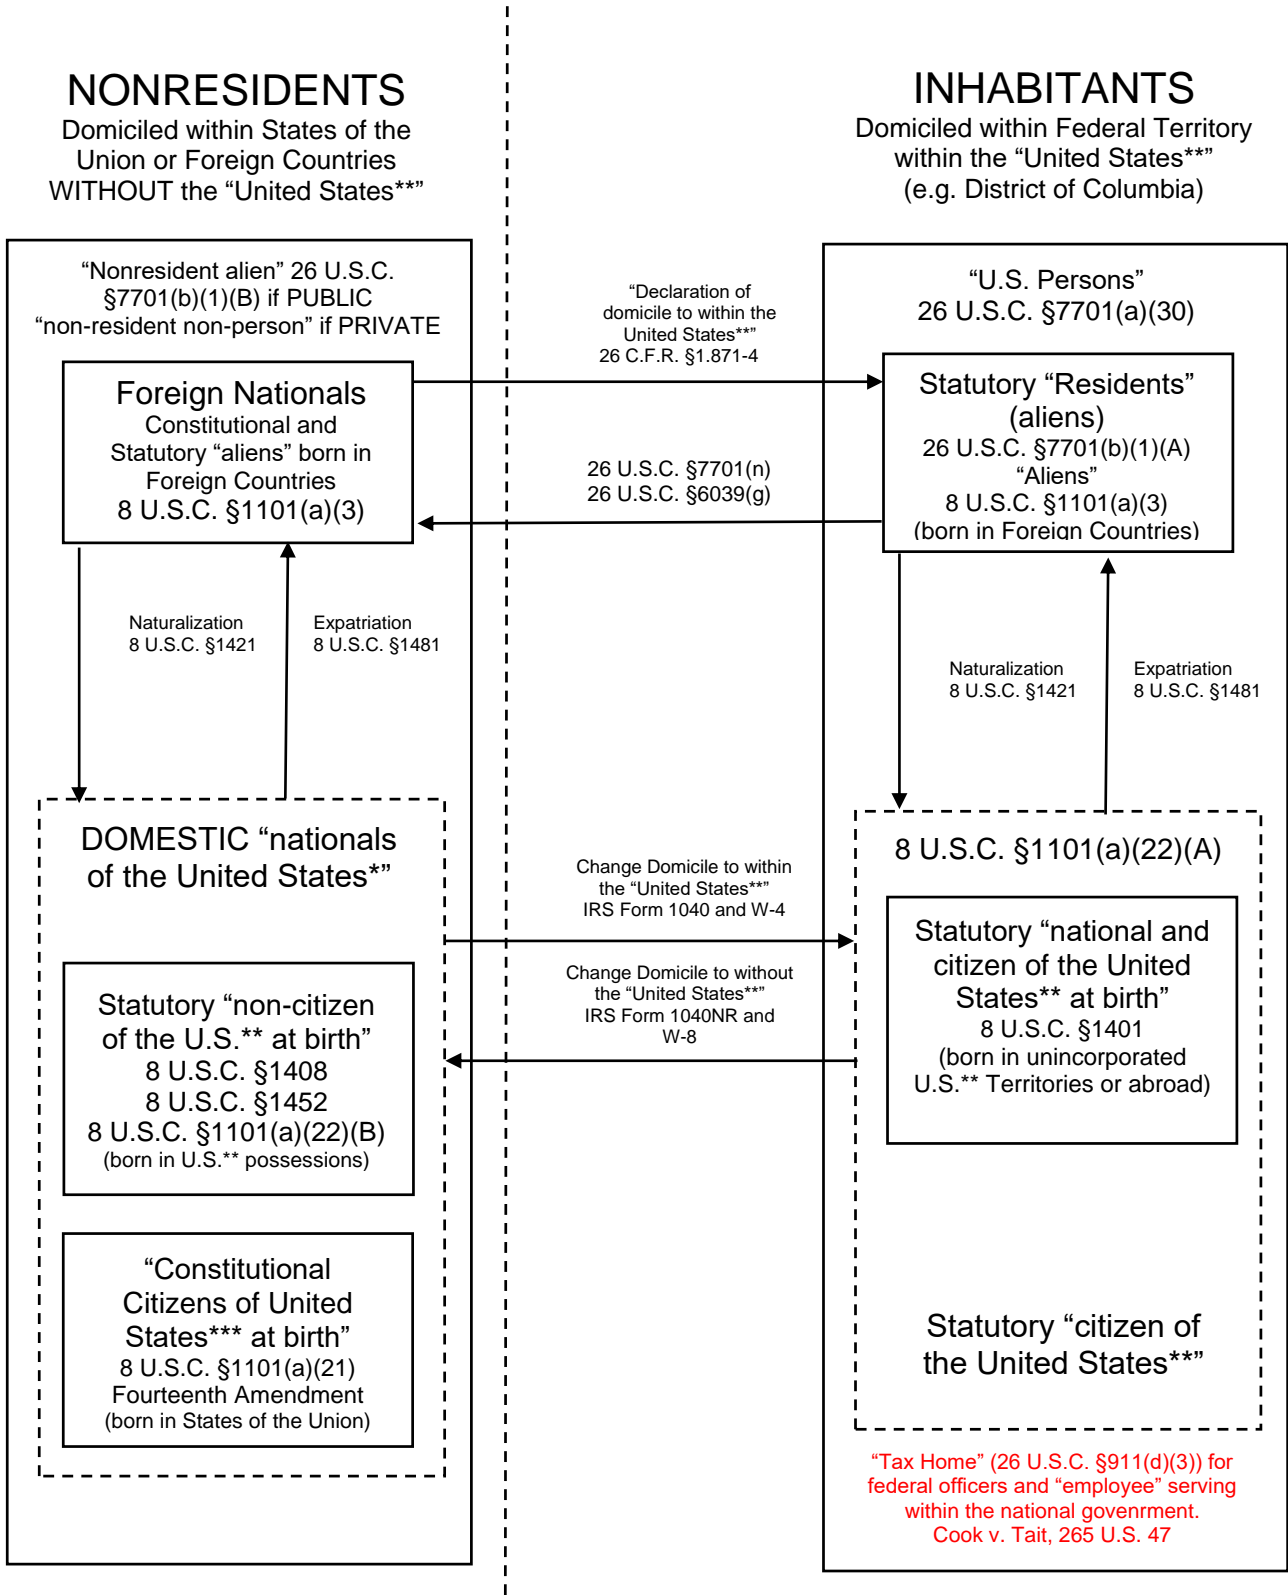 NONRESIDENTS
Domiciled within States of the
Union or Foreign Countries
WITHOUT the “United States**”
INHABITANTS
Domiciled within Federal Territory
within the “United States**”
(e.g. District of Columbia)
“Nonresident alien” 26 U.S.C.
§7701(b)(1)(B) if PUBLIC
“non-resident non-person” if PRIVATE
Foreign Nationals
Constitutional and
Statutory “aliens” born in
Foreign Countries
8 U.S.C. §1101(a)(3)
“Declaration of
domicile to within the
United States**”
26 C.F.R. §1.871-4
26 U.S.C. §7701(n)
26 U.S.C. §6039(g)
“U.S. Persons”
26 U.S.C. §7701(a)(30)
Statutory “Residents”
(aliens)
26 U.S.C. §7701(b)(1)(A)
“Aliens”
8 U.S.C. §1101(a)(3)
(born in Foreign Countries)
Naturalization
8 U.S.C. §1421
Expatriation
8 U.S.C. §1481
Naturalization
8 U.S.C. §1421
Expatriation
8 U.S.C. §1481
DOMESTIC “nationals
of the United States*”
Statutory “non-citizen
of the U.S.** at birth”
8 U.S.C. §1408
8 U.S.C. §1452
8 U.S.C. §1101(a)(22)(B)
(born in U.S.** possessions)
“Constitutional
Citizens of United
States*** at birth”
8 U.S.C. §1101(a)(21)
Fourteenth Amendment
(born in States of the Union)
Change Domicile to within
the “United States**”
IRS Form 1040 and W-4
Change Domicile to without
the “United States**”
IRS Form 1040NR and
W-8
8 U.S.C. §1101(a)(22)(A)
Statutory “national and
citizen of the United
States** at birth”
8 U.S.C. §1401
(born in unincorporated
U.S.** Territories or abroad)
Statutory “citizen of
the United States**”
“Tax Home” (26 U.S.C. §911(d)(3)) for
federal officers and “employee” serving
within the national govenrment.
Cook v. Tait, 265 U.S. 47